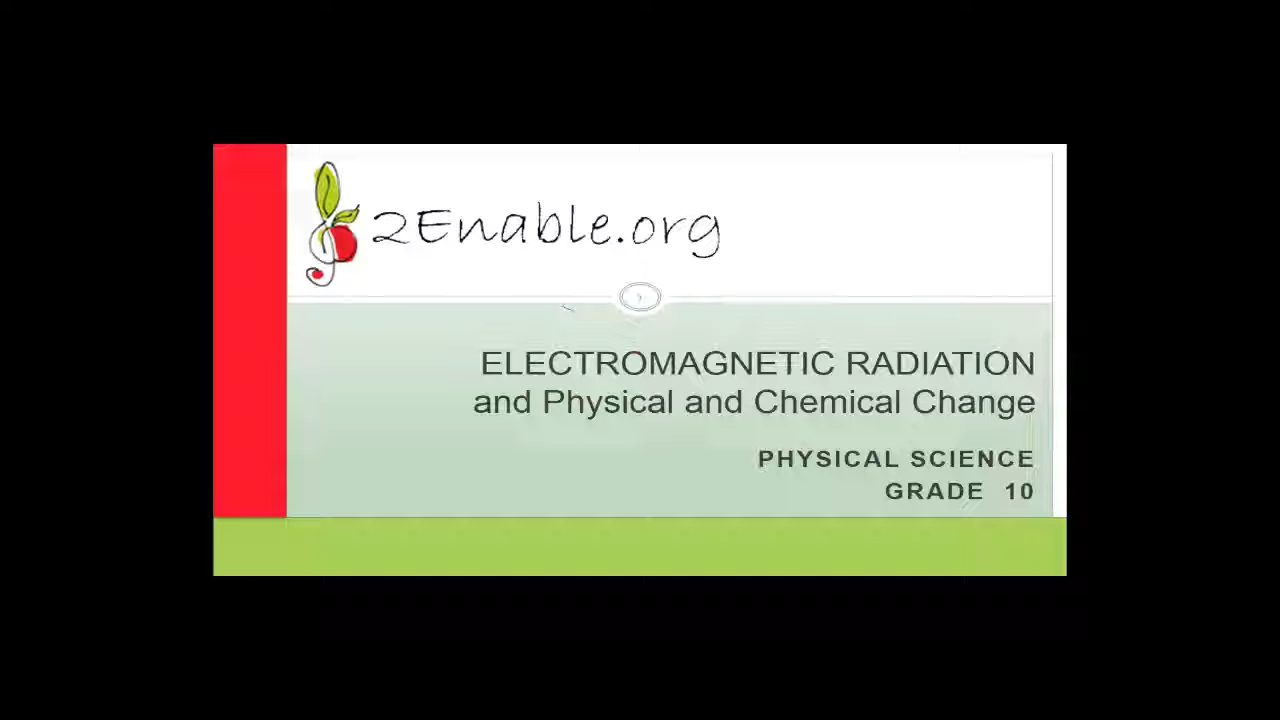 2Enable.org
ELECTROMAGNETIC RADIATION
and Physical and Chemical Change
PHYSICAL SCIENCE
GRADE 10